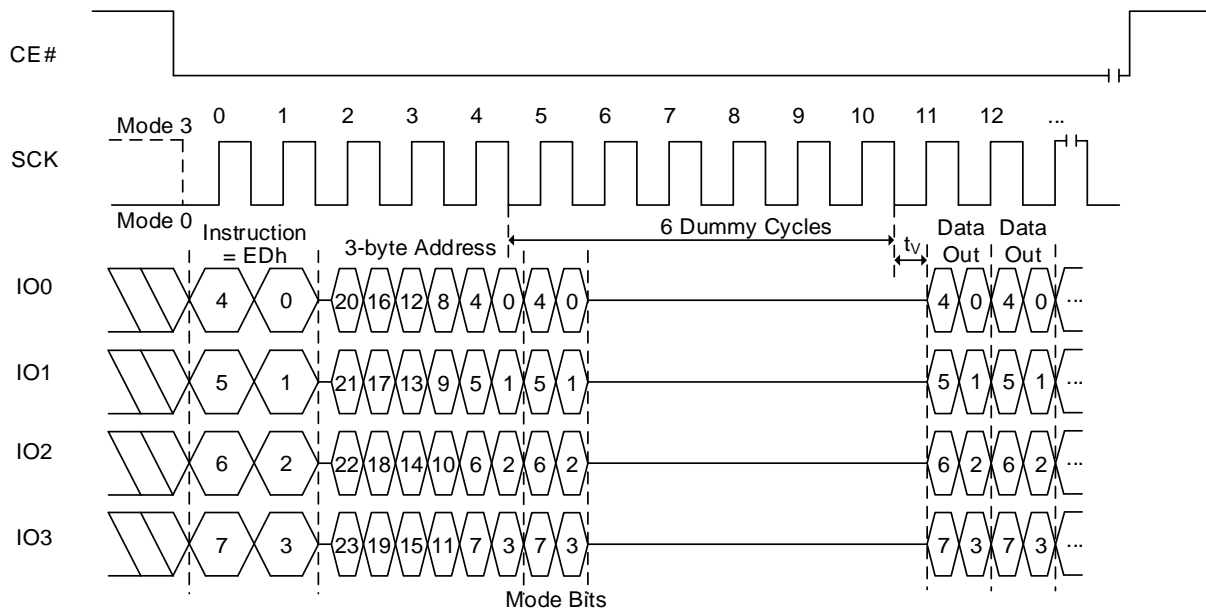 CE#
0 1 2 3 4 5 6 7 8 9 10 11 12 ...
Mode 3
SCK
Mode 0
Instruction = EDh
3-byte Address
6 Dummy Cycles
tV
Data Out
Data Out
IO0 4 0 20 16 12 8 4 0 4 0 4 0 4 0 ...
IO1 5 1 21 17 13 9 5 1 5 1 5 1 5 1 ...
IO2 6 2 22 18 14 10 6 2 6 2 6 2 6 2 ...
IO3 7 3 23 19 15 11 7 3 7 3 7 3 7 3 ...
Mode Bits